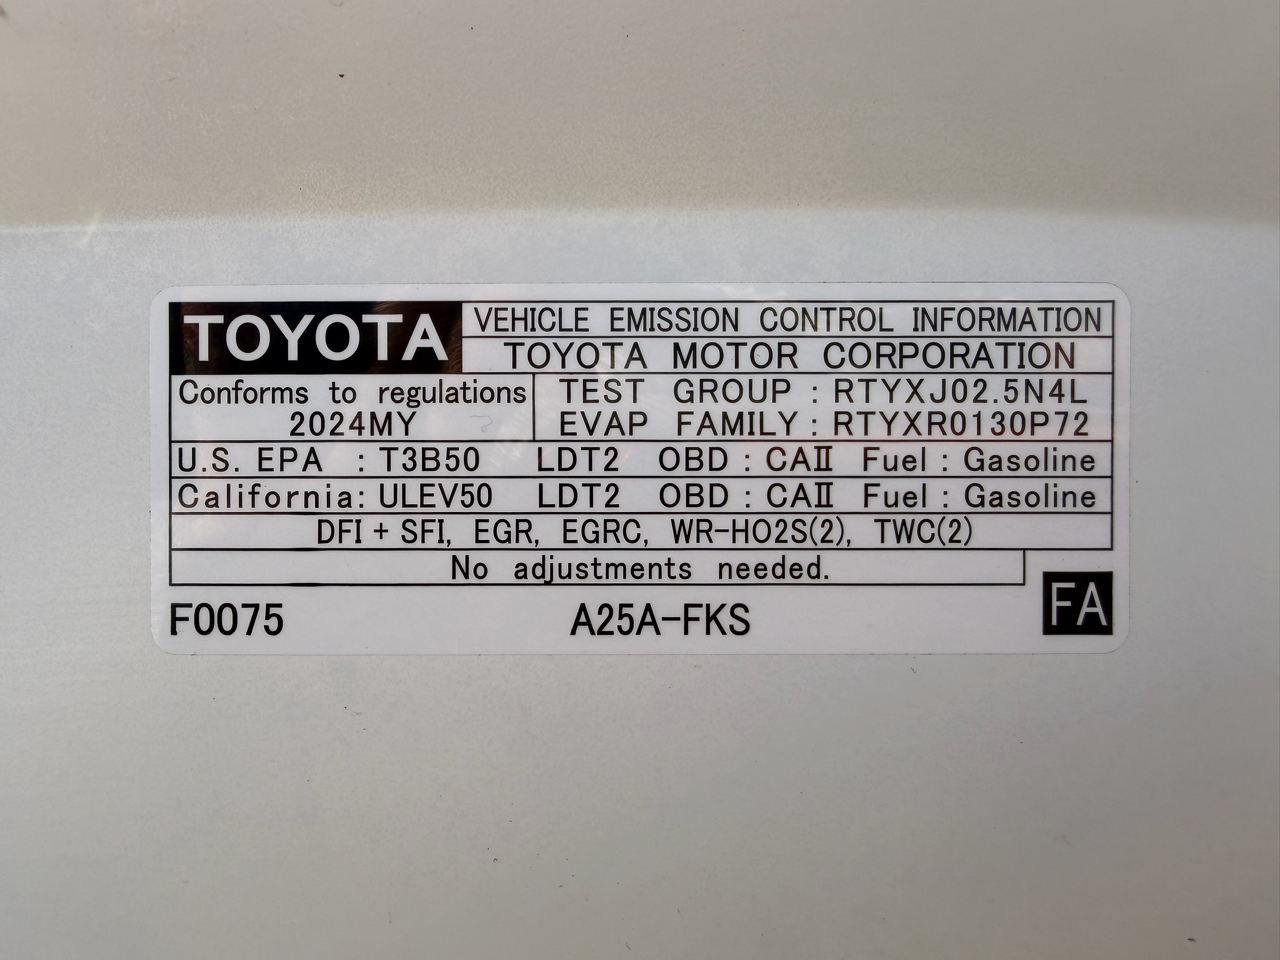 TOYOTA
VEHICLE EMISSION CONTROL INFORMATION
TOYOTA MOTOR CORPORATION
Conforms to regulations
2024MY
TEST GROUP : RTYXJ02.5N4L
EVAP FAMILY : RTYXR0130P72
U.S. EPA : T3B50 LDT2 OBD : CAⅡ Fuel : Gasoline
California: ULEV50 LDT2 OBD : CAⅡ Fuel : Gasoline
DFI + SFI, EGR, EGRC, WR-HO2S(2), TWC(2)
No adjustments needed.
F0075 A25A-FKS FA